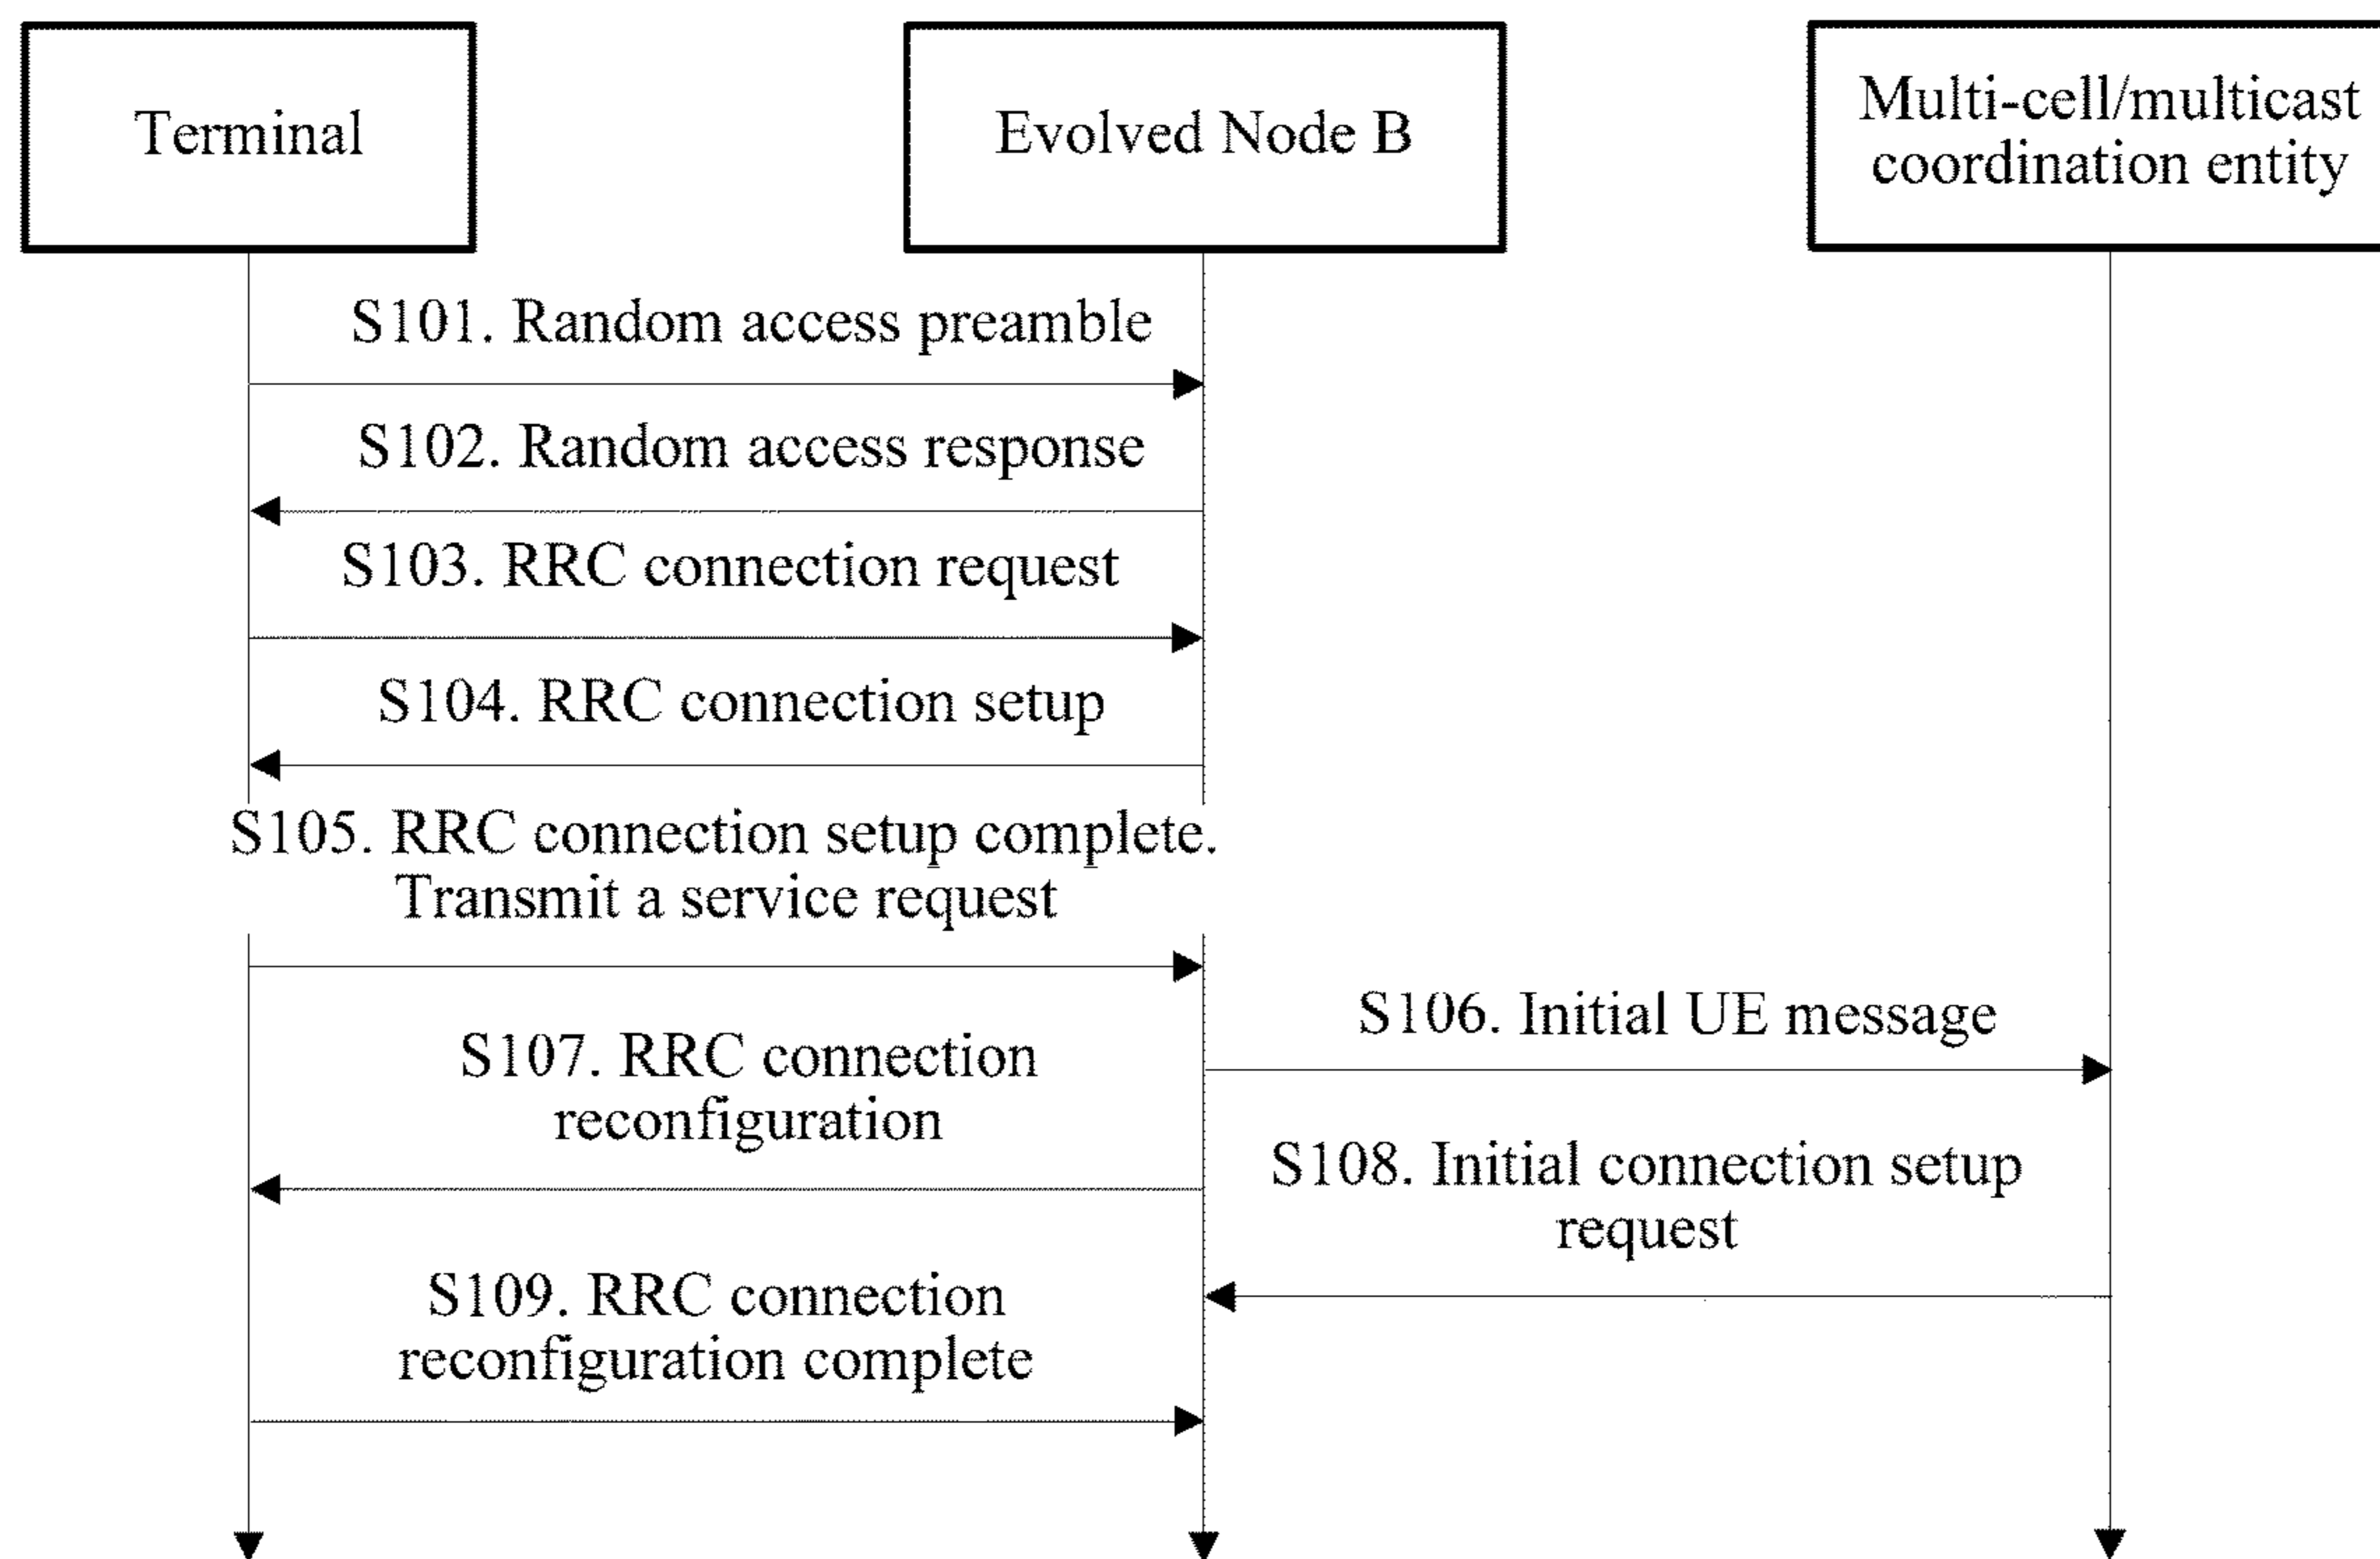 Terminal
Evolved Node B
Multi-cell/multicast
coordination entity
S101. Random access preamble
S102. Random access response
S103. RRC connection request
S104. RRC connection setup
S105. RRC connection setup complete.
Transmit a service request
S106. Initial UE message
S107. RRC connection
reconfiguration
S108. Initial connection setup
request
S109. RRC connection
reconfiguration complete